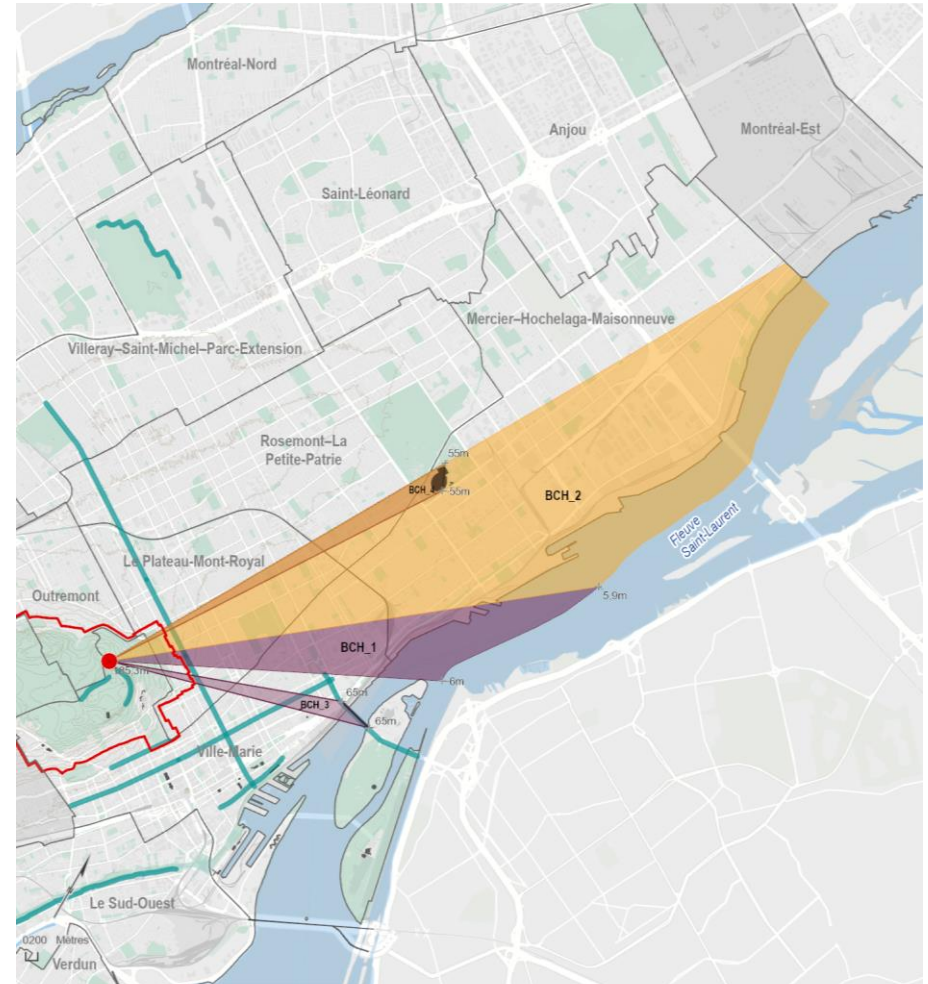 Montréal-Nord
Anjou
Montréal-Est
Saint-Léonard
Mercier–Hochelaga-Maisonneuve
Villeray–Saint-Michel–Parc-Extension
Rosemont–La
Petite-Patrie
55m
BCH_
55m
BCH_2
Fleuve
Saint-Laurent
Le Plateau-Mont-Royal
Outremont
5,9m
BCH_1
6m
65m
BCH_3
65m
Ville-Marie
Le Sud-Ouest
0200 Mètres
Verdun